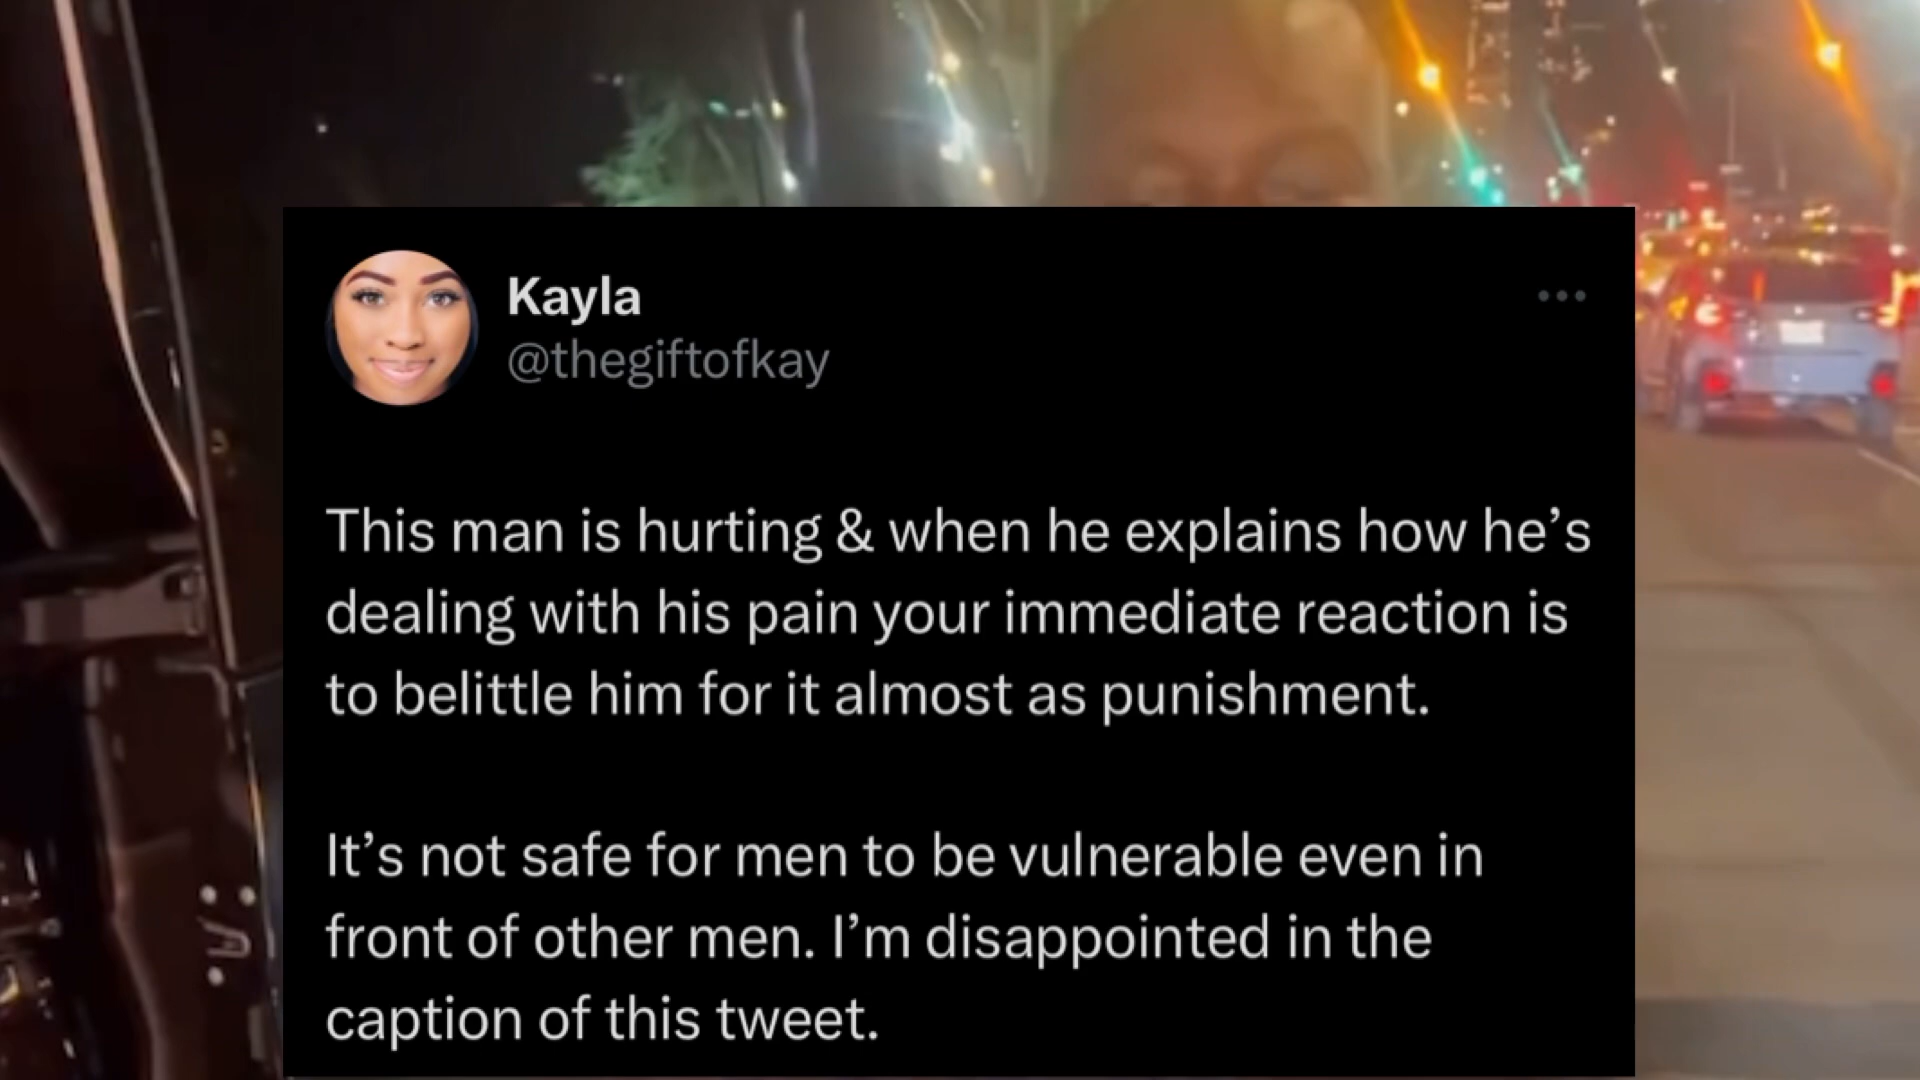 Kayla
@thegiftofkay
This man is hurting & when he explains how he’s
dealing with his pain your immediate reaction is
to belittle him for it almost as punishment.
It’s not safe for men to be vulnerable even in
front of other men. I’m disappointed in the
caption of this tweet.